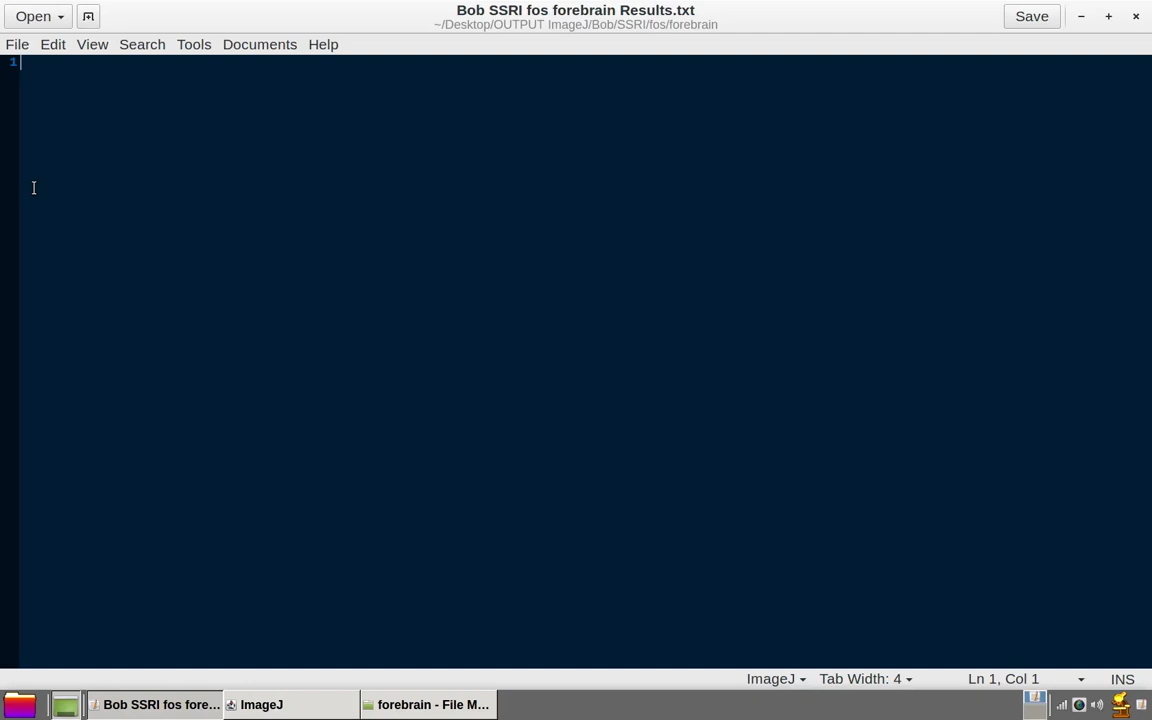 Open
Bob SSRI fos forebrain Results.txt
~/Desktop/OUTPUT ImageJ/Bob/SSRI/fos/forebrain
Save
File Edit View Search Tools Documents Help
1
ImageJ Tab Width: 4 Ln 1, Col 1 INS
Bob SSRI fos fore... ImageJ forebrain - File M...